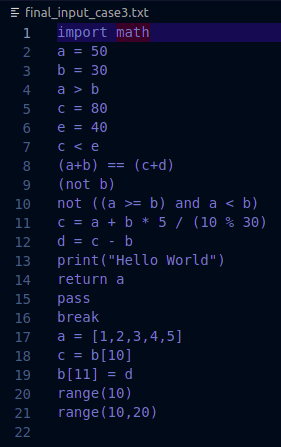 final_input_case3.txt
1 import math
2 a = 50
3 b = 30
4 a > b
5 c = 80
6 e = 40
7 c < e
8 (a+b) == (c+d)
9 (not b)
10 not ((a >= b) and a < b)
11 c = a + b * 5 / (10 % 30)
12 d = c - b
13 print("Hello World")
14 return a
15 pass
16 break
17 a = [1,2,3,4,5]
18 c = b[10]
19 b[11] = d
20 range(10)
21 range(10,20)
22